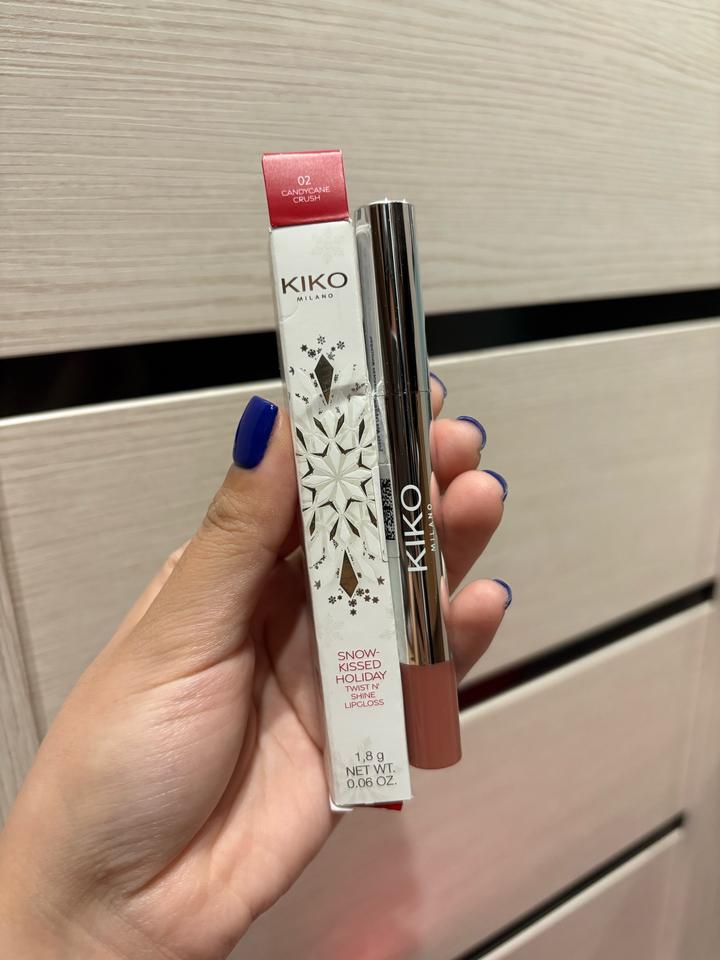 02
CANDYCANE
CRUSH
KIKO
MILANO
SNOW-
KISSED
HOLIDAY
TWIST N'
SHINE
LIPGLOSS
1,8 g
NET WT.
0.06 OZ.
KIKO
MILANO